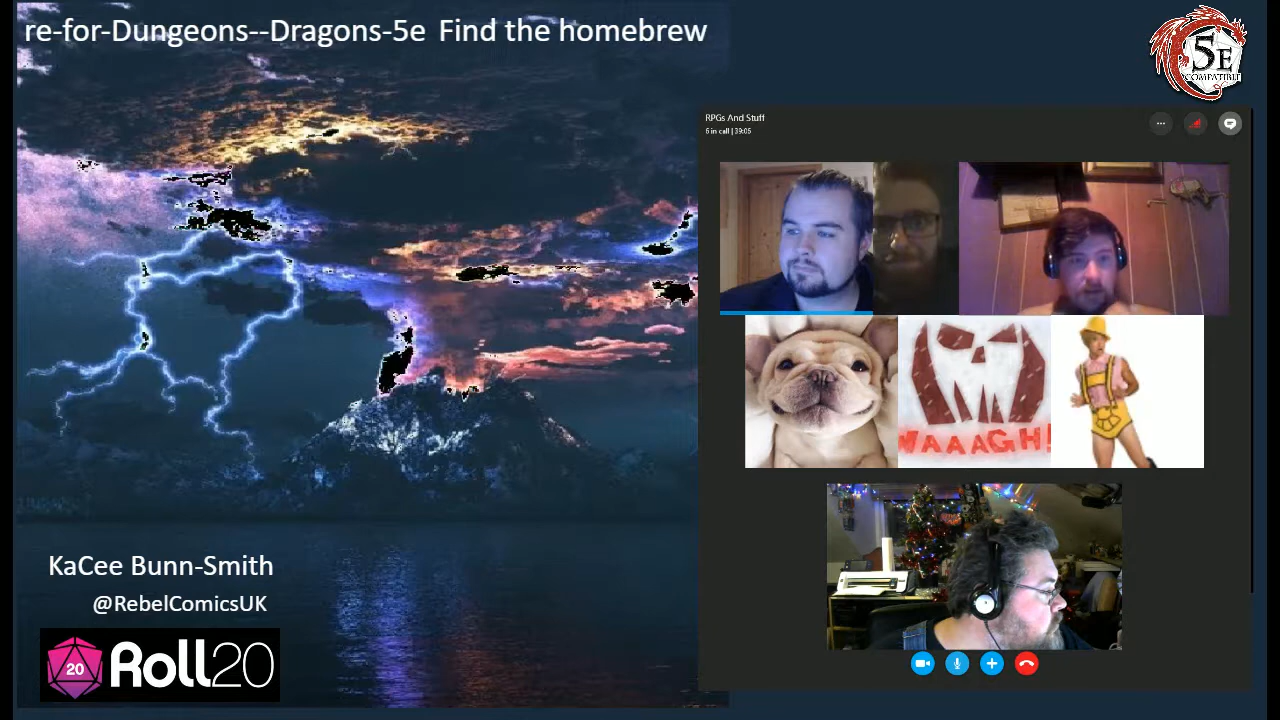 re-for-Dungeons--Dragons-5e Find the homebrew
5E
COMPATIBLE
RPGs And Stuff
6 in call | 39:05
WAAAGH!
KaCee Bunn-Smith
@RebelComicsUK
20
Roll20